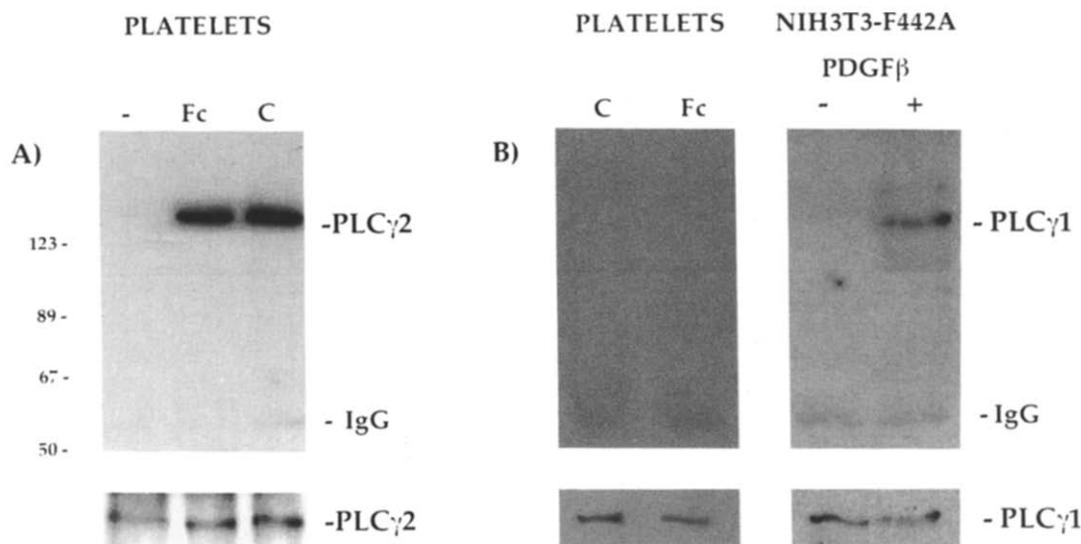 PLATELETS
- Fc C
A)
-PLCγ2
123 -
89 -
67 -
- IgG
50 -
-PLCγ2
PLATELETS NIH3T3-F442A
PDGFβ
C Fc - +
B)
- PLCγ1
- IgG
- PLCγ1